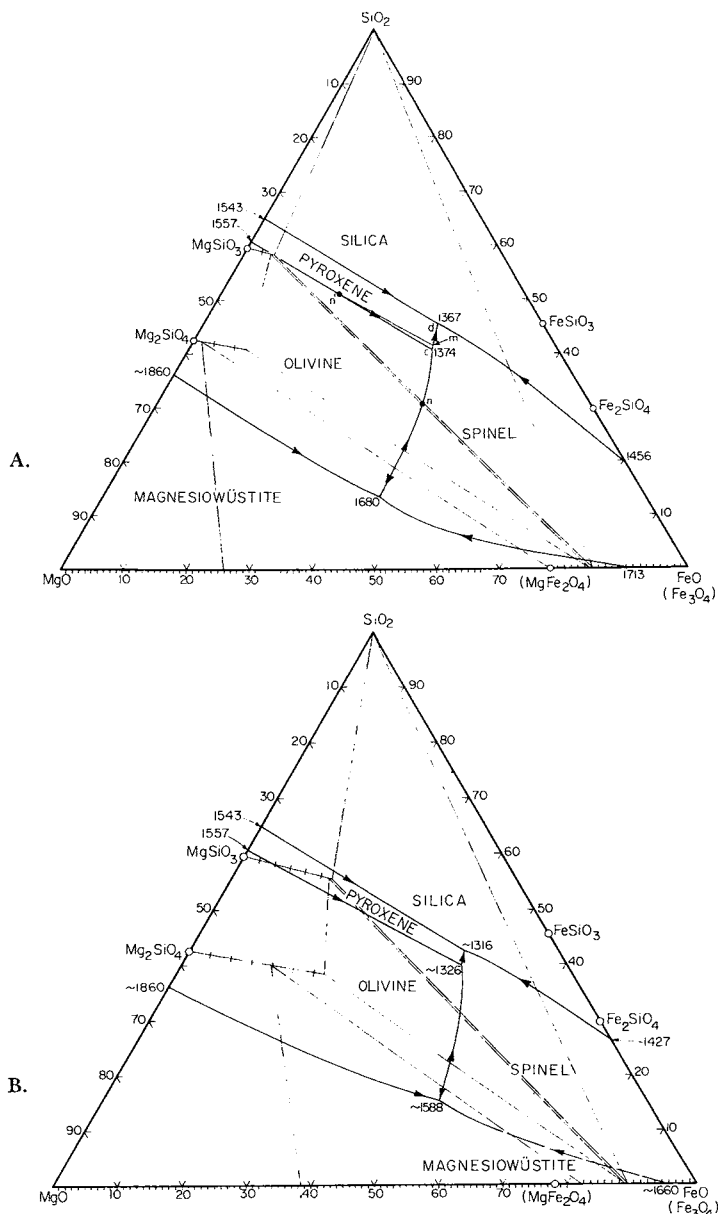 SiO2
10
90
20
80
30
70
1543
1557
SILICA
MgSiO3
60
PYROXENE
n'
50
50
1367
FeSiO3
d
m
c
1374
40
Mg2SiO4
OLIVINE
~1860
Fe2SiO4
n
70
SPINEL
A.
80
1456
1680
MAGNESIOWÜSTITE
90
10
MgO
10
20
30
40
50
60
70
(MgFe2O4)
1713
FeO
(Fe3O4)
SiO2
10
90
20
80
30
70
1543
1557
SILICA
MgSiO3
60
PYROXENE
50
~1316
50
FeSiO3
Mg2SiO4
~1326
40
OLIVINE
~1860
Fe2SiO4
70
1427
SPINEL
B.
80
20
~1588
90
10
MAGNESIOWÜSTITE
MgO
10
20
30
40
50
60
70
(MgFe2O4)
~1660
FeO
(Fe3O4)